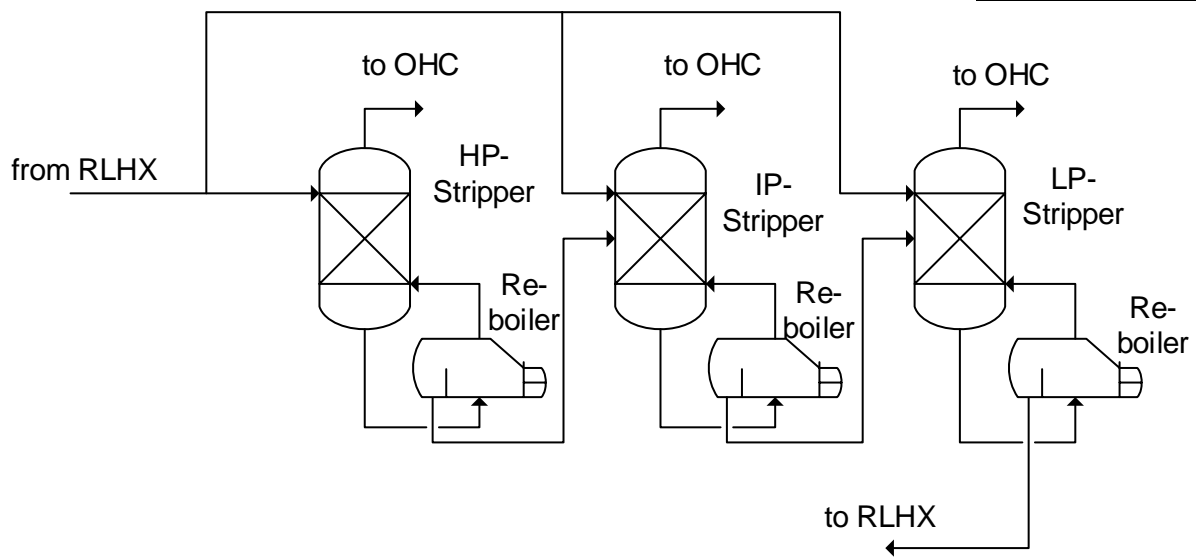 to OHC
to OHC
to OHC
from RLHX
HP-
Stripper
IP-
Stripper
LP-
Stripper
Re-
boiler
Re-
boiler
Re-
boiler
to RLHX